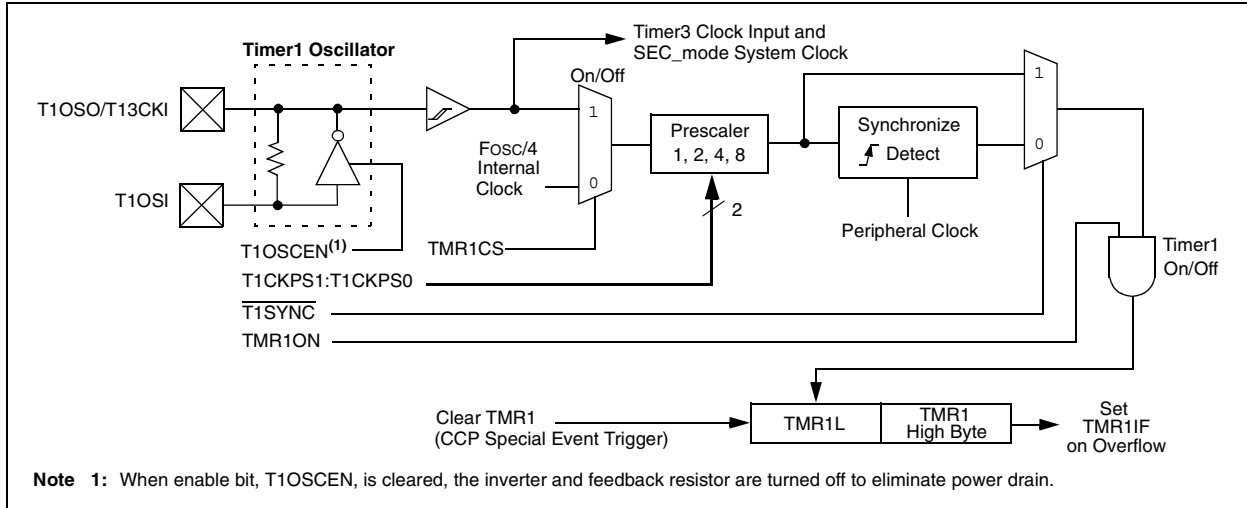 Timer3 Clock Input and
SEC_mode System Clock
Timer1 Oscillator
On/Off
T1OSO/T13CKI
1
1
Prescaler
1, 2, 4, 8
Synchronize
Detect
FOSC/4
Internal
Clock
0
0
T1OSI
2
Peripheral Clock
T1OSCEN(1)
TMR1CS
Timer1
On/Off
T1CKPS1:T1CKPS0
T1SYNC
TMR1ON
Clear TMR1
(CCP Special Event Trigger)
TMR1L
TMR1
High Byte
Set
TMR1IF
on Overflow
Note 1: When enable bit, T1OSCEN, is cleared, the inverter and feedback resistor are turned off to eliminate power drain.